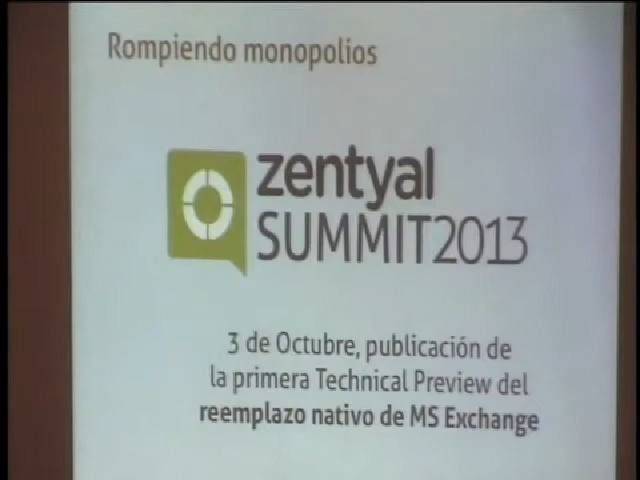 Rompiendo monopolios
zentyal
SUMMIT2013
3 de Octubre, publicación de
la primera Technical Preview del
reemplazo nativo de MS Exchange